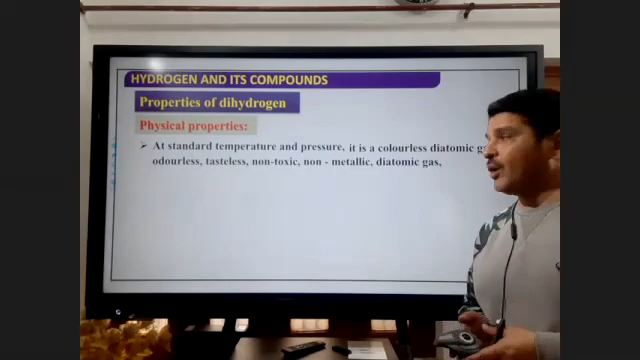 HYDROGEN AND ITS COMPOUNDS
Properties of dihydrogen
Physical properties:
➢ At standard temperature and pressure, it is a colourless diatomic
odourless, tasteless, non-toxic, non - metallic, diatomic gas,